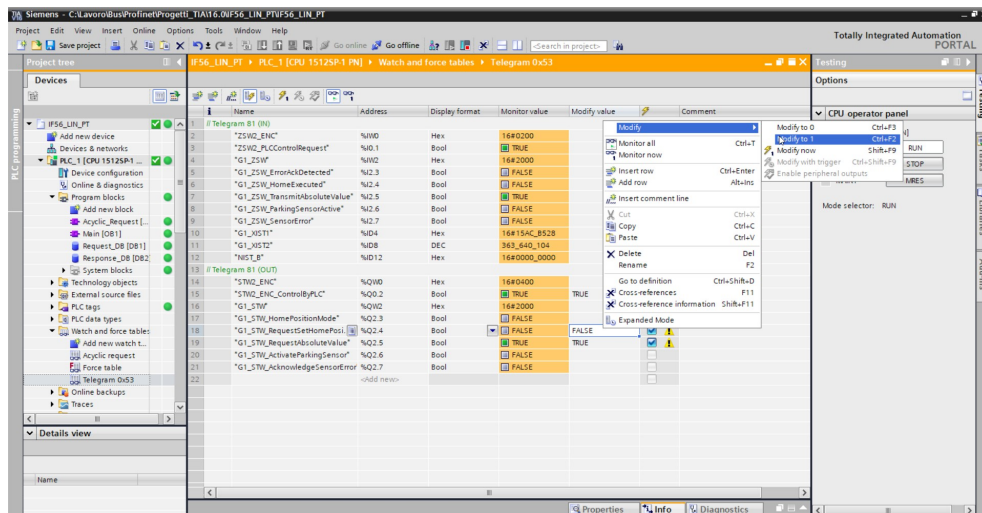 Siemens - C:\Lavoro\Bus\Profinet\Progetti_TIA\16.0\IF56_LIN_PT\IF56_LIN_PT
Project Edit View Insert Online Options Tools Window Help
Totally Integrated Automation
PORTAL
Save project Go online Go offline <Search in project>
Project tree
IF56_LIN_PT PLC_1 [CPU 1512SP-1 PN] Watch and force tables Telegram 0x53
Testing
Devices
Options
CPU operator panel
PLC programming
i Name Address Display format Monitor value Modify value Comment
IF56_LIN_PT
Add new device
Devices & networks
PLC_1 [CPU 1512SP-1 ...
Device configuration
Online & diagnostics
Program blocks
Add new block
Acyclic_Request [...
Main [OB1]
Request_DB [DB1]
Response_DB [DB2]
System blocks
Technology objects
External source files
PLC tags
PLC data types
Watch and force tables
Add new watch t...
Acyclic request
Force table
Telegram 0x53
Online backups
Traces
Details view
Name
1 // Telegram 81 (IN)
2 "ZSW2_ENC" %IW0 Hex 16#0200
3 "ZSW2_PLCControlRequest" %I0.1 Bool TRUE
4 "G1_ZSW" %IW2 Hex 16#2000
5 "G1_ZSW_ErrorAckDetected" %I2.3 Bool FALSE
6 "G1_ZSW_HomeExecuted" %I2.4 Bool FALSE
7 "G1_ZSW_TransmitAbsoluteValue" %I2.5 Bool TRUE
8 "G1_ZSW_ParkingSensorActive" %I2.6 Bool FALSE
9 "G1_ZSW_SensorError" %I2.7 Bool FALSE
10 "G1_XIST1" %ID4 Hex 16#15AC_B528
11 "G1_XIST2" %ID8 DEC 363_640_104
12 "NIST_B" %ID12 Hex 16#0000_0000
13 // Telegram 81 (OUT)
14 "STW2_ENC" %QW0 Hex 16#0400
15 "STW2_ENC_ControlByPLC" %Q0.2 Bool TRUE TRUE
16 "G1_STW" %QW2 Hex 16#2000
17 "G1_STW_HomePositionMode" %Q2.3 Bool FALSE
18 "G1_STW_RequestSetHomePosi... %Q2.4 Bool FALSE FALSE
19 "G1_STW_RequestAbsoluteValue" %Q2.5 Bool TRUE TRUE
20 "G1_STW_ActivateParkingSensor" %Q2.6 Bool FALSE
21 "G1_STW_AcknowledgeSensorError %Q2.7 Bool FALSE
22 <Add new>
Modify
Monitor all Ctrl+T
Monitor now
Insert row Ctrl+Enter
Add row Alt+Ins
Insert comment line
Cut Ctrl+X
Copy Ctrl+C
Paste Ctrl+V
Delete Del
Rename F2
Go to definition Ctrl+Shift+D
Cross-references F11
Cross-reference information Shift+F11
Expanded Mode
Modify to 0 Ctrl+F3
Modify to 1 Ctrl+F2
Modify now Shift+F9
Modify with trigger Ctrl+Shift+F9
Enable peripheral outputs
RUN
STOP
MRES
Mode selector: RUN
Properties Info Diagnostics